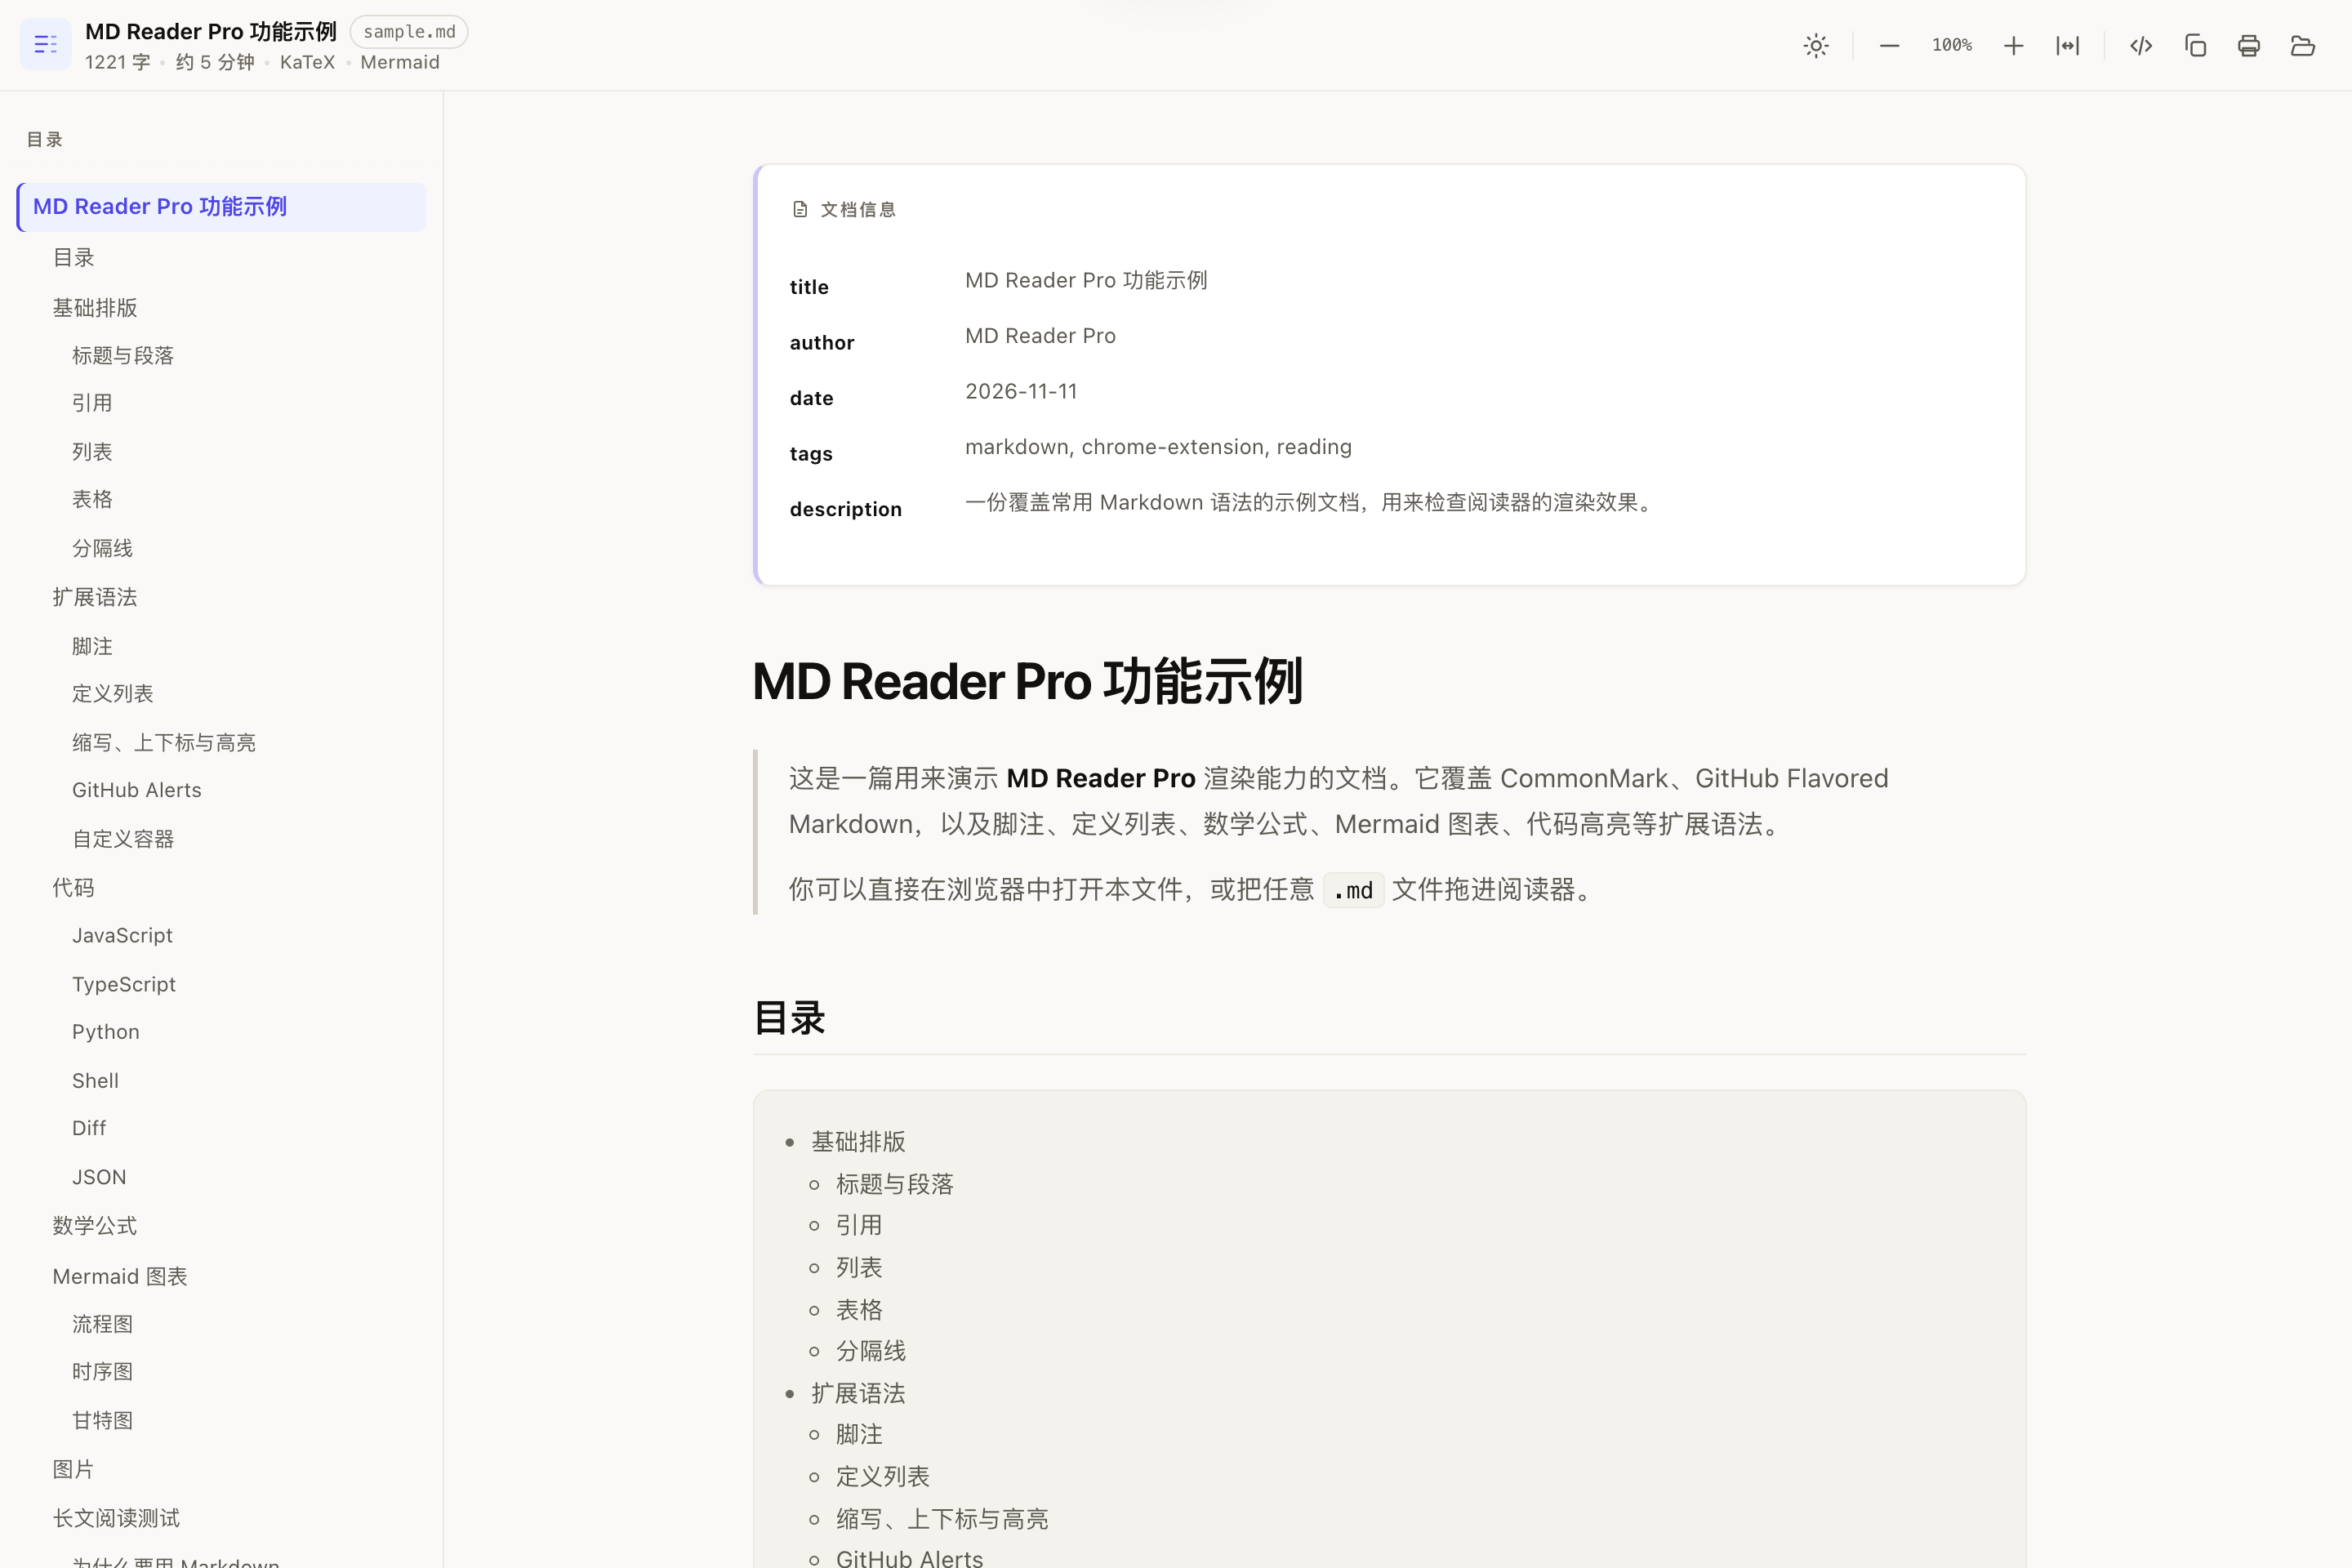 MD Reader Pro 功能示例 sample.md
1221 字 • 约 5 分钟 • KaTeX • Mermaid
100%
目录
MD Reader Pro 功能示例
目录
基础排版
标题与段落
引用
列表
表格
分隔线
扩展语法
脚注
定义列表
缩写、上下标与高亮
GitHub Alerts
自定义容器
代码
JavaScript
TypeScript
Python
Shell
Diff
JSON
数学公式
Mermaid 图表
流程图
时序图
甘特图
图片
长文阅读测试
为什么要用 Markdown
文档信息
title MD Reader Pro 功能示例
author MD Reader Pro
date 2026-11-11
tags markdown, chrome-extension, reading
description 一份覆盖常用 Markdown 语法的示例文档，用来检查阅读器的渲染效果。
MD Reader Pro 功能示例
这是一篇用来演示 MD Reader Pro 渲染能力的文档。它覆盖 CommonMark、GitHub Flavored
Markdown，以及脚注、定义列表、数学公式、Mermaid 图表、代码高亮等扩展语法。
你可以直接在浏览器中打开本文件，或把任意 .md 文件拖进阅读器。
目录
• 基础排版
◦ 标题与段落
◦ 引用
◦ 列表
◦ 表格
◦ 分隔线
• 扩展语法
◦ 脚注
◦ 定义列表
◦ 缩写、上下标与高亮
◦ GitHub Alerts